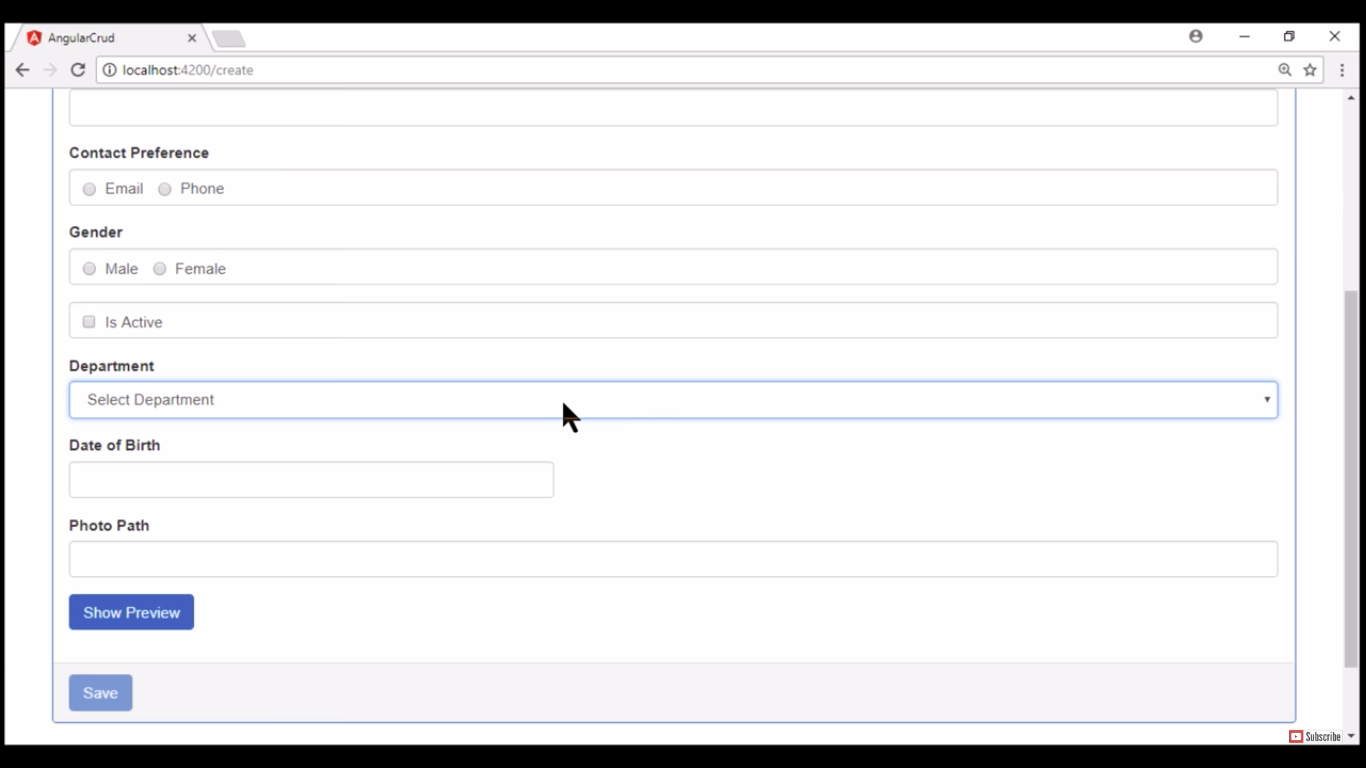 AngularCrud
localhost:4200/create
Contact Preference
Email Phone
Gender
Male Female
Is Active
Department
Select Department
Date of Birth
Photo Path
Show Preview
Save
Subscribe